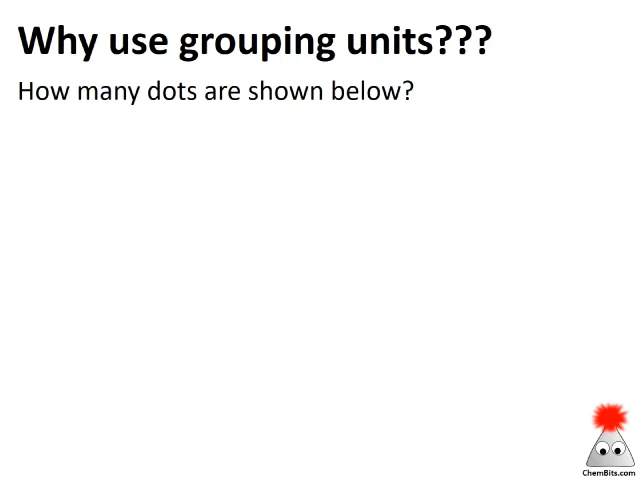 Why use grouping units???
How many dots are shown below?
ChemBits.com